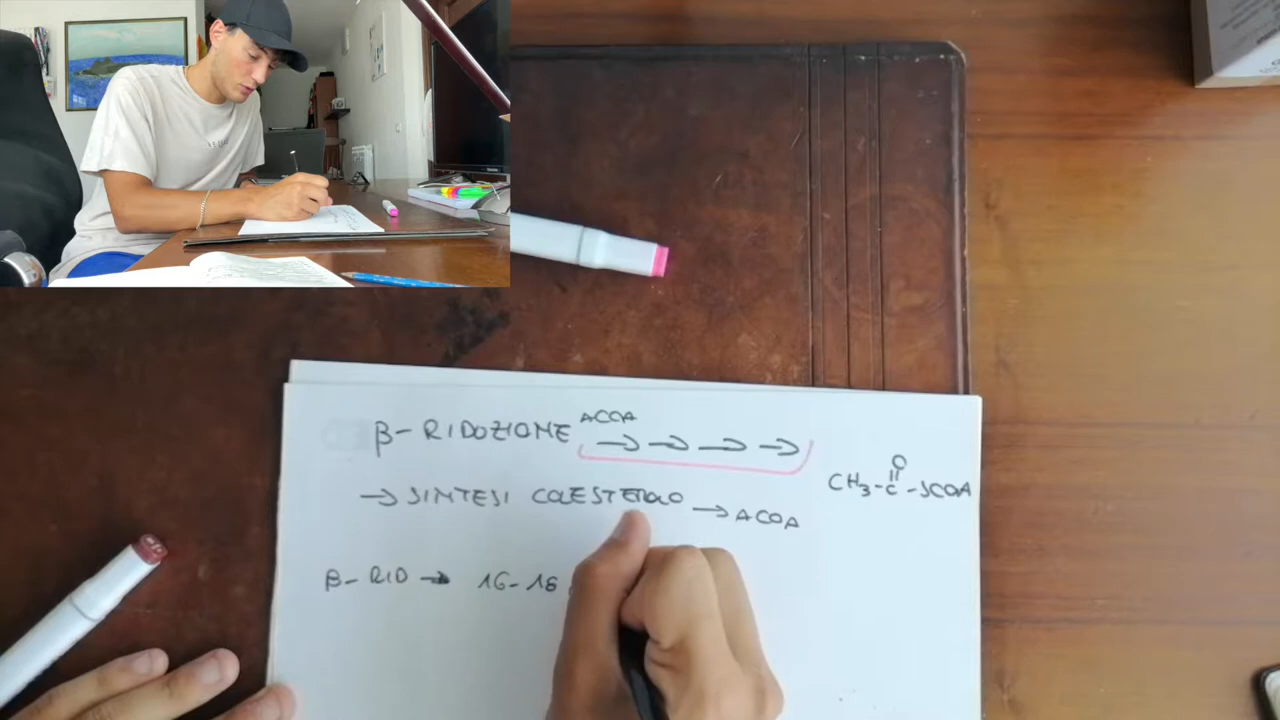 ACOA
β-RIDUZIONE → → → →
CH₃-C-SCOA
O
→ SINTESI COLESTEROLO → ACOA
β-RID → 16-18